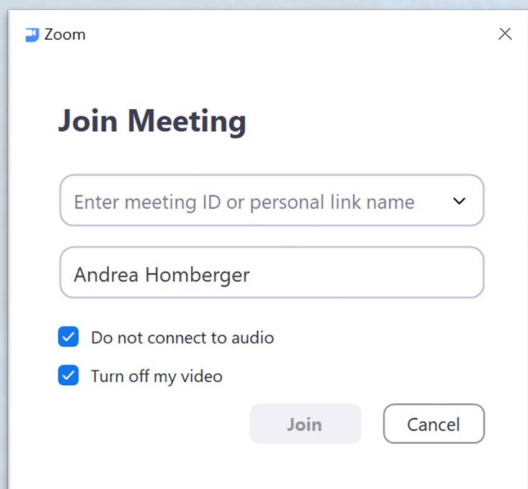 Zoom
Join Meeting
Enter meeting ID or personal link name
Andrea Homberger
Do not connect to audio
Turn off my video
Join Cancel